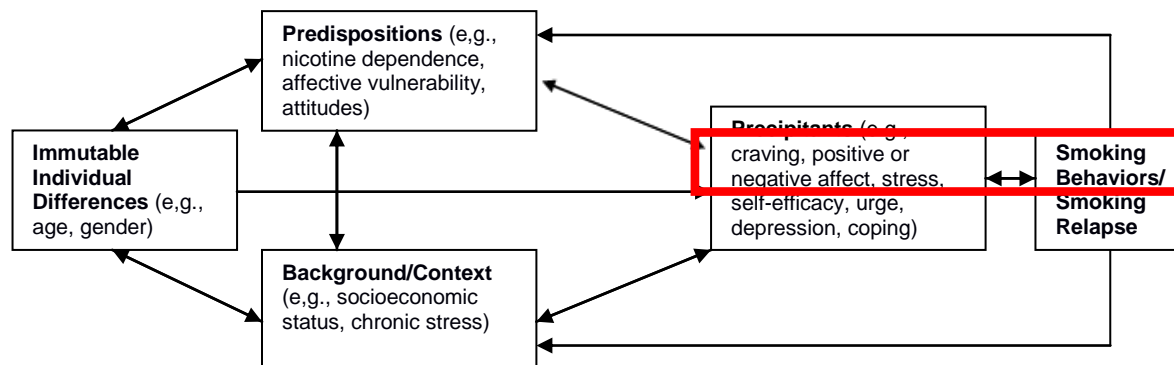 Predispositions (e,g.,
nicotine dependence,
affective vulnerability,
attitudes)
Immutable
Individual
Differences (e,g.,
age, gender)
Background/Context
(e,g., socioeconomic
status, chronic stress)
Precipitants (e,g.,
craving, positive or
negative affect, stress,
self-efficacy, urge,
depression, coping)
Smoking
Behaviors/
Smoking
Relapse